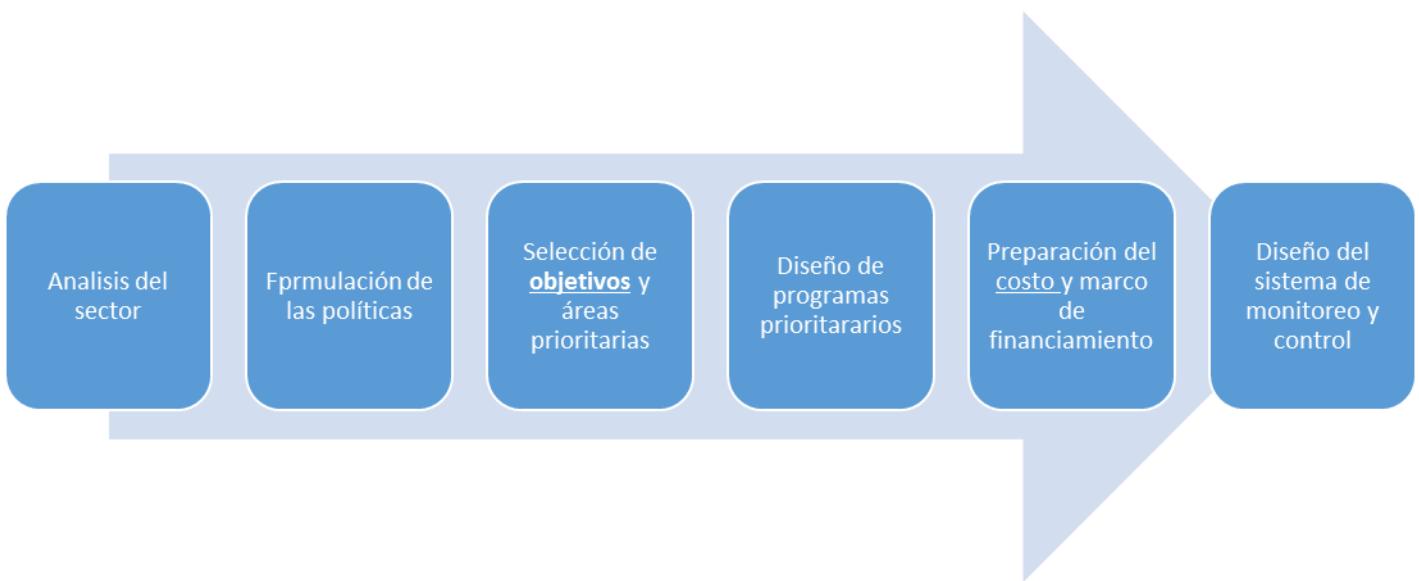 Analisis del
sector
Fprmulación de
las políticas
Selección de
objetivos y
áreas
prioritarias
Diseño de
programas
prioritararios
Preparación del
costo y marco
de
financiamiento
Diseño del
sistema de
monitoreo y
control